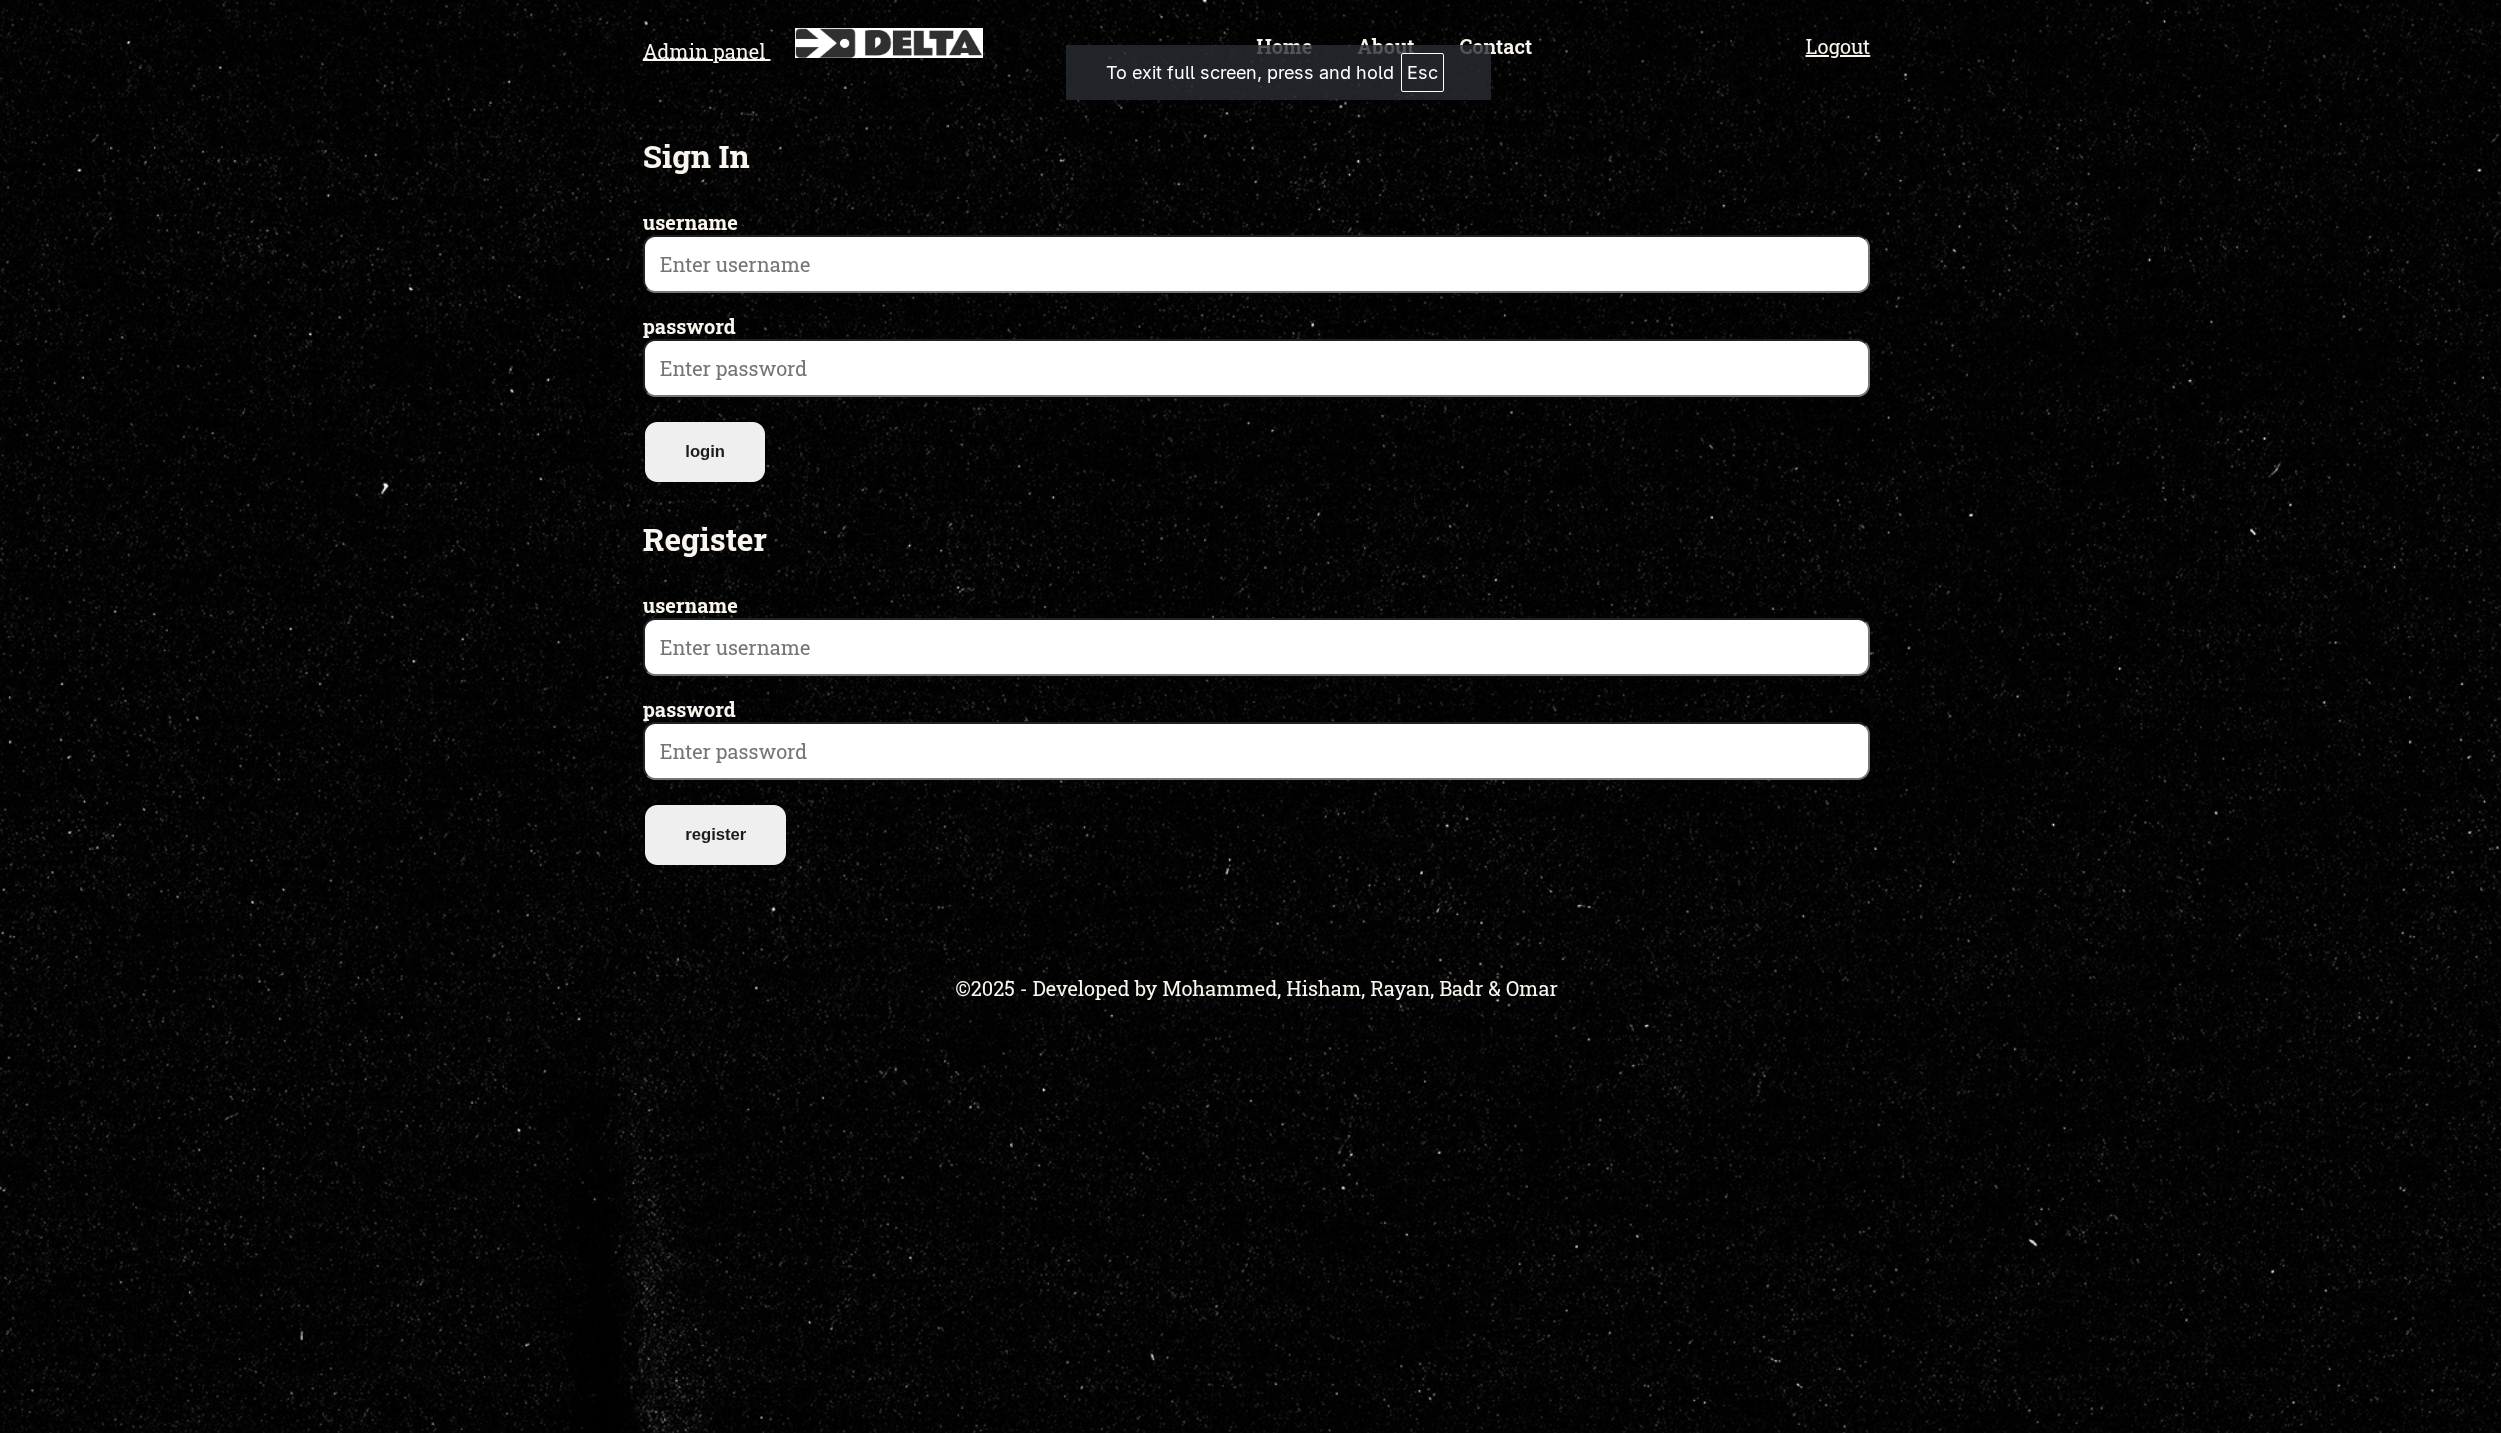 Admin panel DELTA Home About Contact Logout
To exit full screen, press and hold Esc
Sign In
username
Enter username
password
Enter password
login
Register
username
Enter username
password
Enter password
register
©2025 - Developed by Mohammed, Hisham, Rayan, Badr & Omar